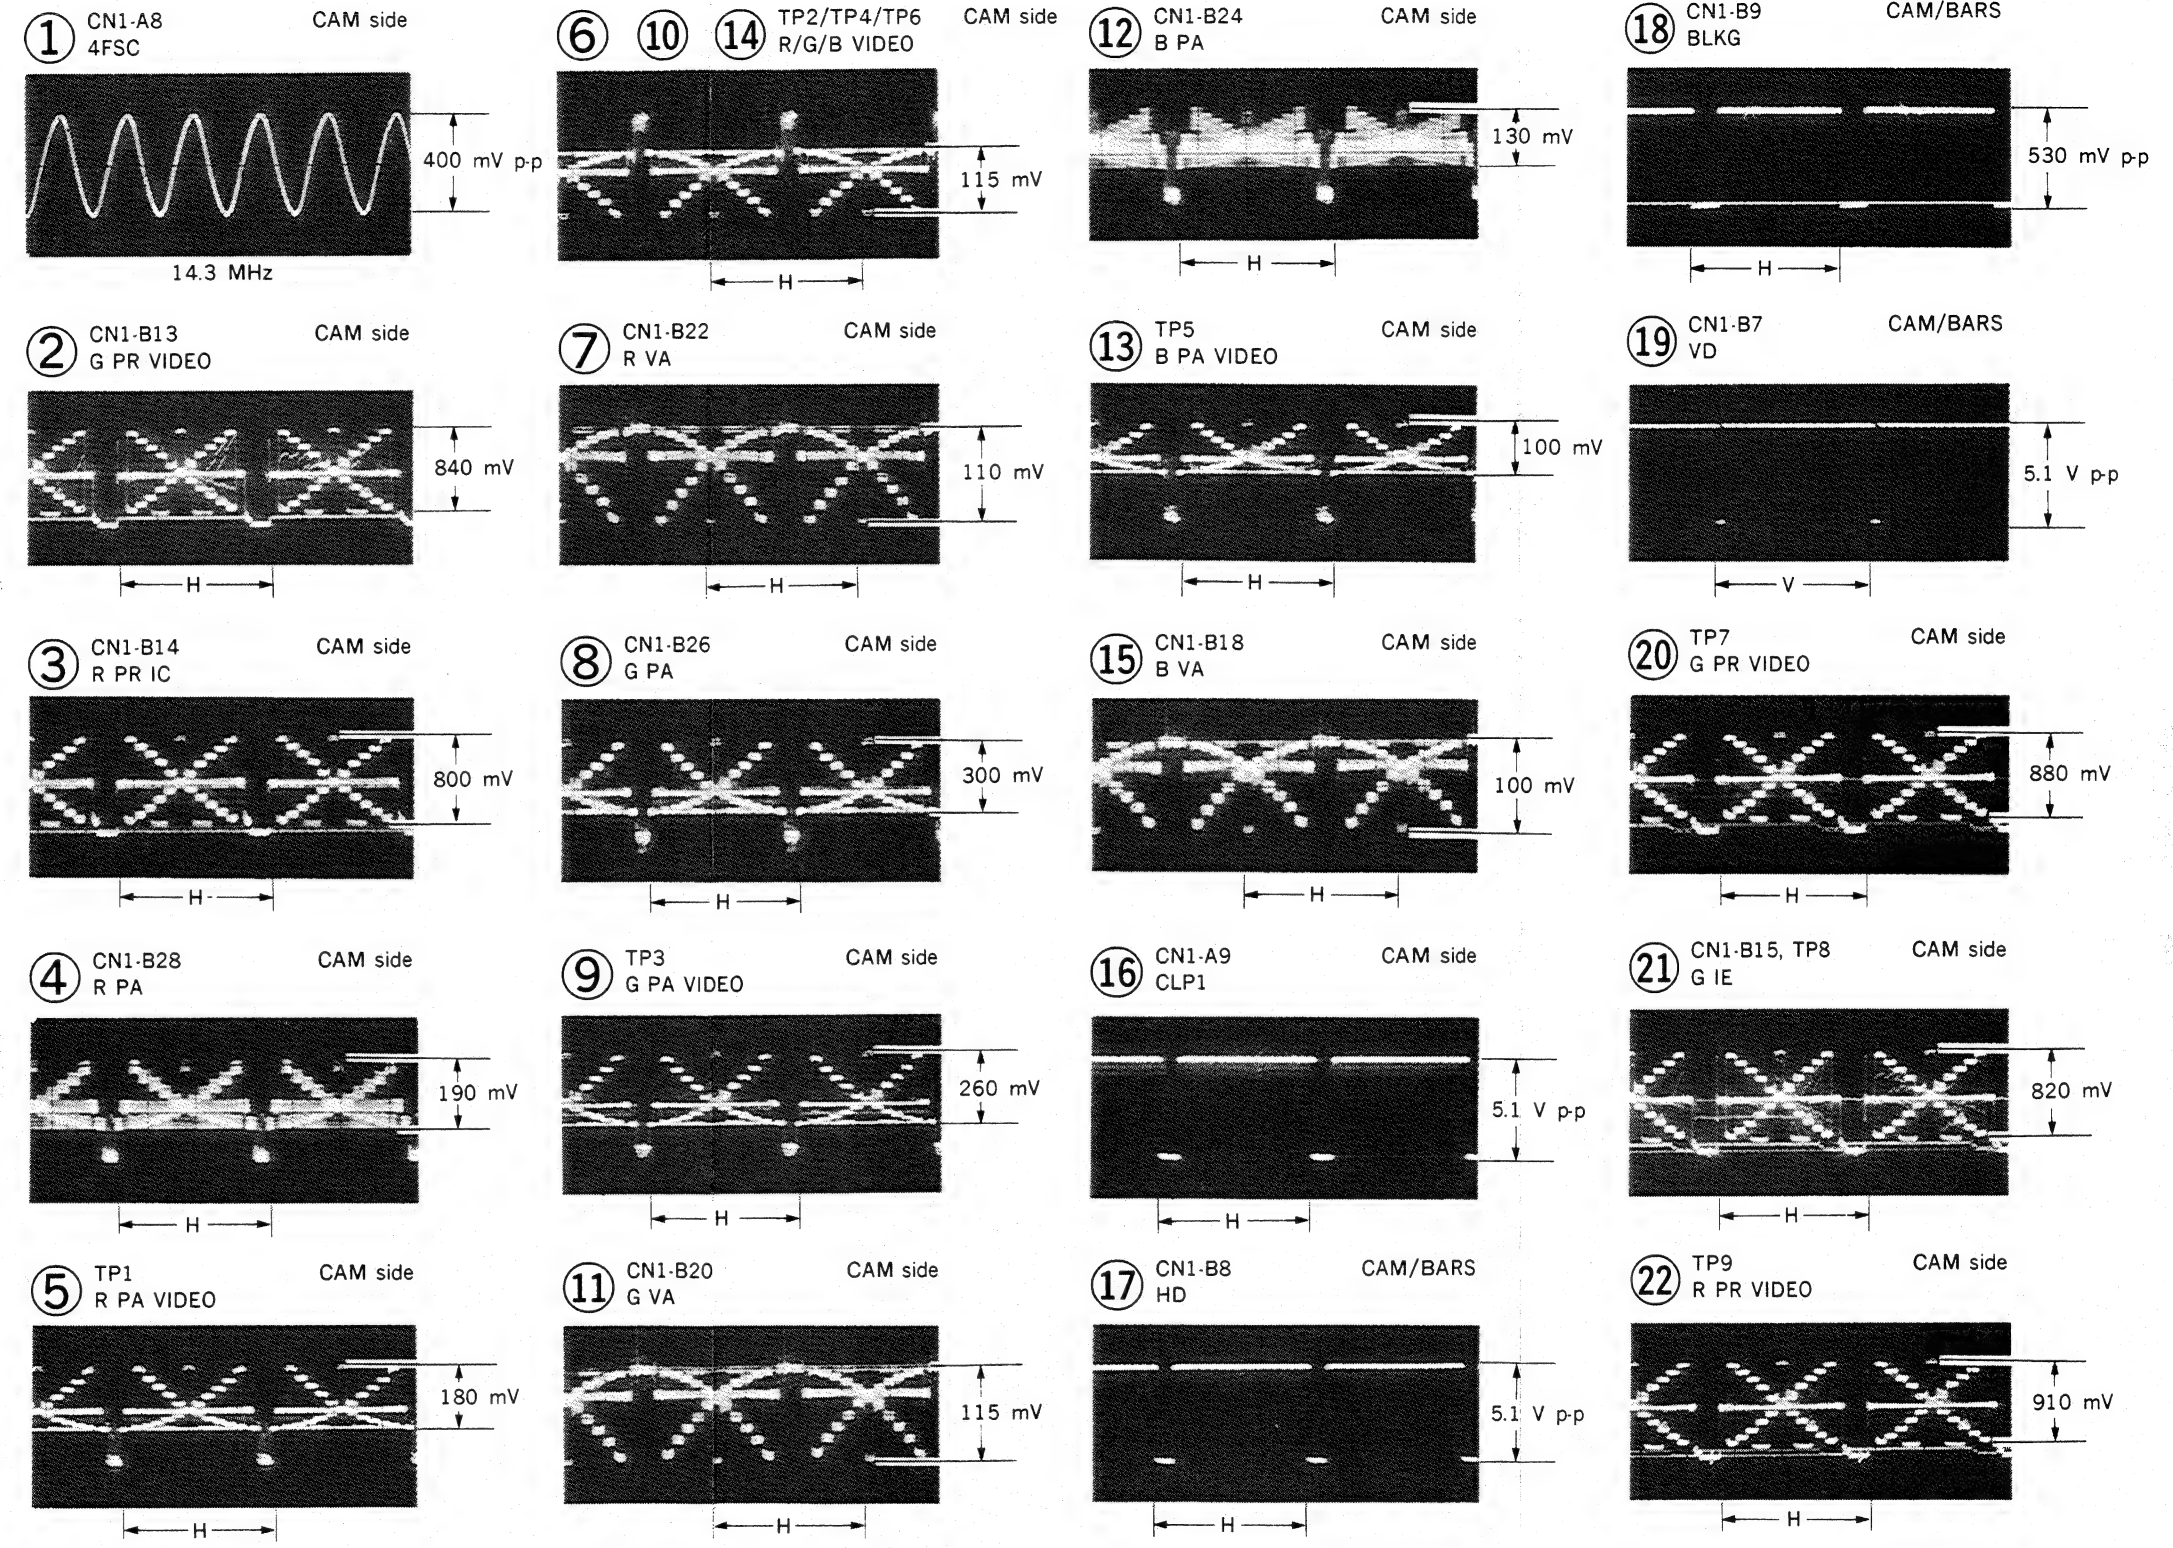 ① CN1-A8 CAM side
4FSC
400 mV p-p
14.3 MHz
② CN1-B13 CAM side
G PR VIDEO
840 mV
H
③ CN1-B14 CAM side
R PR IC
800 mV
H
④ CN1-B28 CAM side
R PA
190 mV
H
⑤ TP1 CAM side
R PA VIDEO
180 mV
H
⑥ ⑩ ⑭ TP2/TP4/TP6 CAM side
R/G/B VIDEO
115 mV
H
⑦ CN1-B22 CAM side
R VA
110 mV
H
⑧ CN1-B26 CAM side
G PA
300 mV
H
⑨ TP3 CAM side
G PA VIDEO
260 mV
H
⑪ CN1-B20 CAM side
G VA
115 mV
H
⑫ CN1-B24 CAM side
B PA
130 mV
H
⑬ TP5 CAM side
B PA VIDEO
100 mV
H
⑮ CN1-B18 CAM side
B VA
100 mV
H
⑯ CN1-A9 CAM side
CLP1
5.1 V p-p
H
⑰ CN1-B8 CAM/BARS
HD
5.1 V p-p
H
⑱ CN1-B9 CAM/BARS
BLKG
530 mV p-p
H
⑲ CN1-B7 CAM/BARS
VD
5.1 V p-p
V
⑳ TP7 CAM side
G PR VIDEO
880 mV
H
㉑ CN1-B15, TP8 CAM side
G IE
820 mV
H
㉒ TP9 CAM side
R PR VIDEO
910 mV
H